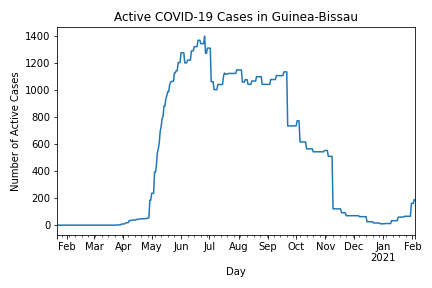 Active COVID-19 Cases in Guinea-Bissau
Number of Active Cases
1400
1200
1000
800
600
400
200
0
Feb Mar Apr May Jun Jul Aug Sep Oct Nov Dec Jan Feb
2021
Day